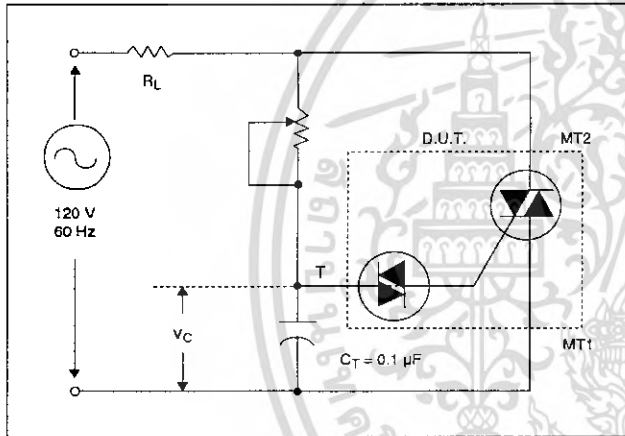 R_L
D.U.T.
MT2
120 V
60 Hz
T
V_C
C_T = 0.1 µF
MT1